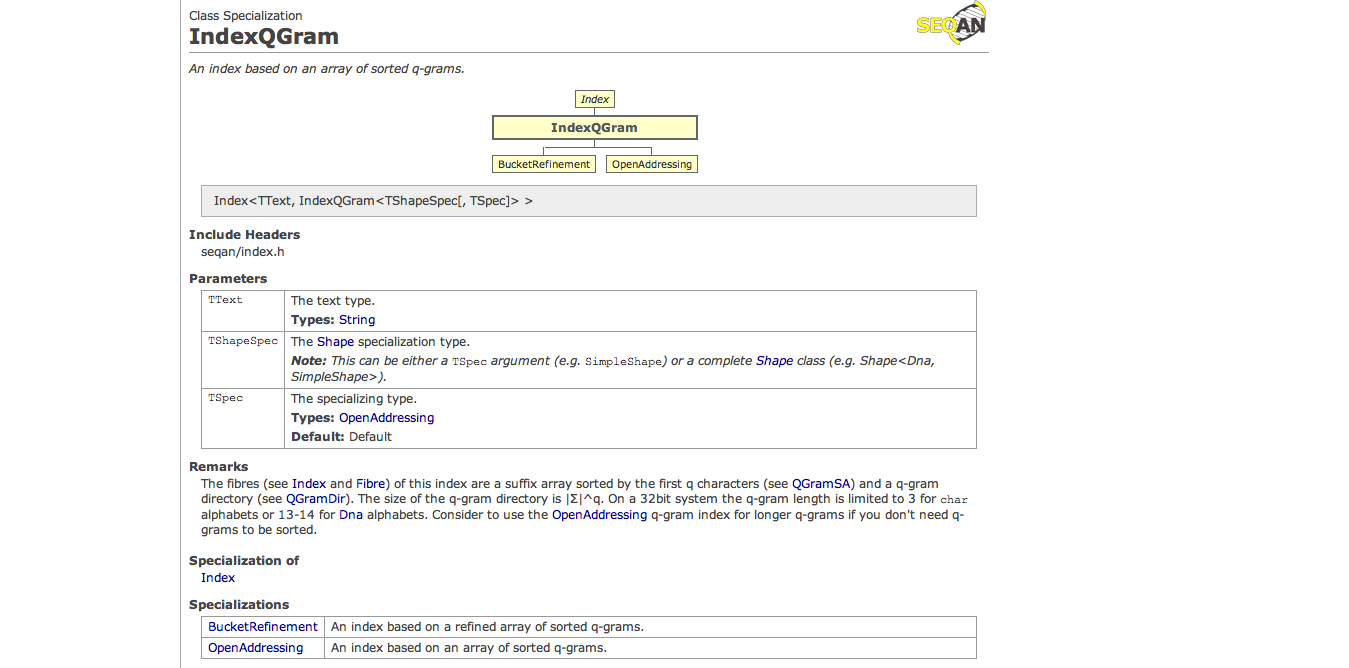 Class Specialization
IndexQGram
SEQAN
An index based on an array of sorted q-grams.
Index
IndexQGram
BucketRefinement OpenAddressing
Index<TText, IndexQGram<TShapeSpec[, TSpec]> >
Include Headers
seqan/index.h
Parameters
TText The text type.
Types: String
TShapeSpec The Shape specialization type.
Note: This can be either a TSpec argument (e.g. SimpleShape) or a complete Shape class (e.g. Shape<Dna,
SimpleShape>).
TSpec The specializing type.
Types: OpenAddressing
Default: Default
Remarks
The fibres (see Index and Fibre) of this index are a suffix array sorted by the first q characters (see QGramSA) and a q-gram
directory (see QGramDir). The size of the q-gram directory is |Σ|^q. On a 32bit system the q-gram length is limited to 3 for char
alphabets or 13-14 for Dna alphabets. Consider to use the OpenAddressing q-gram index for longer q-grams if you don't need q-
grams to be sorted.
Specialization of
Index
Specializations
BucketRefinement An index based on a refined array of sorted q-grams.
OpenAddressing An index based on an array of sorted q-grams.